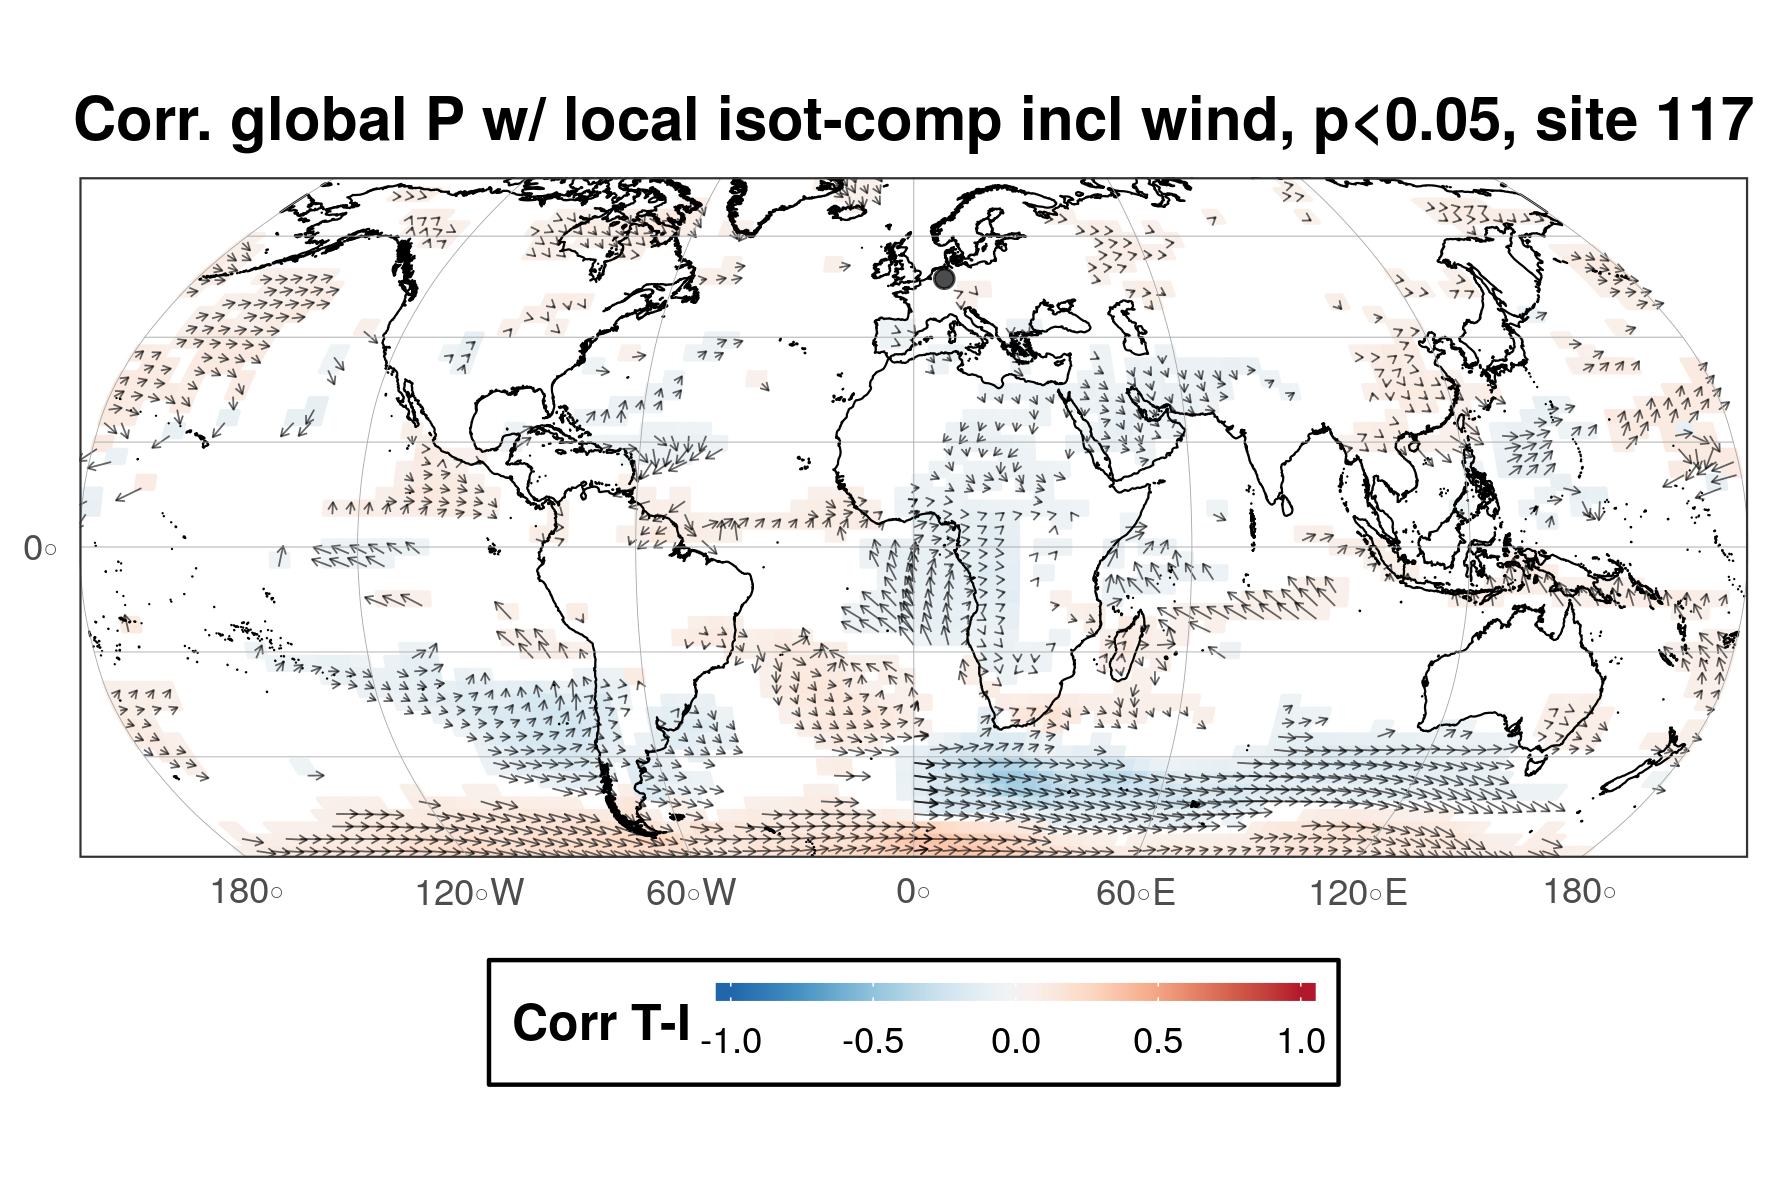 Corr. global P w/ local isot-comp incl wind, p<0.05, site 117
0○
180○ 120○W 60○W 0○ 60○E 120○E 180○
Corr T-I
-1.0 -0.5 0.0 0.5 1.0